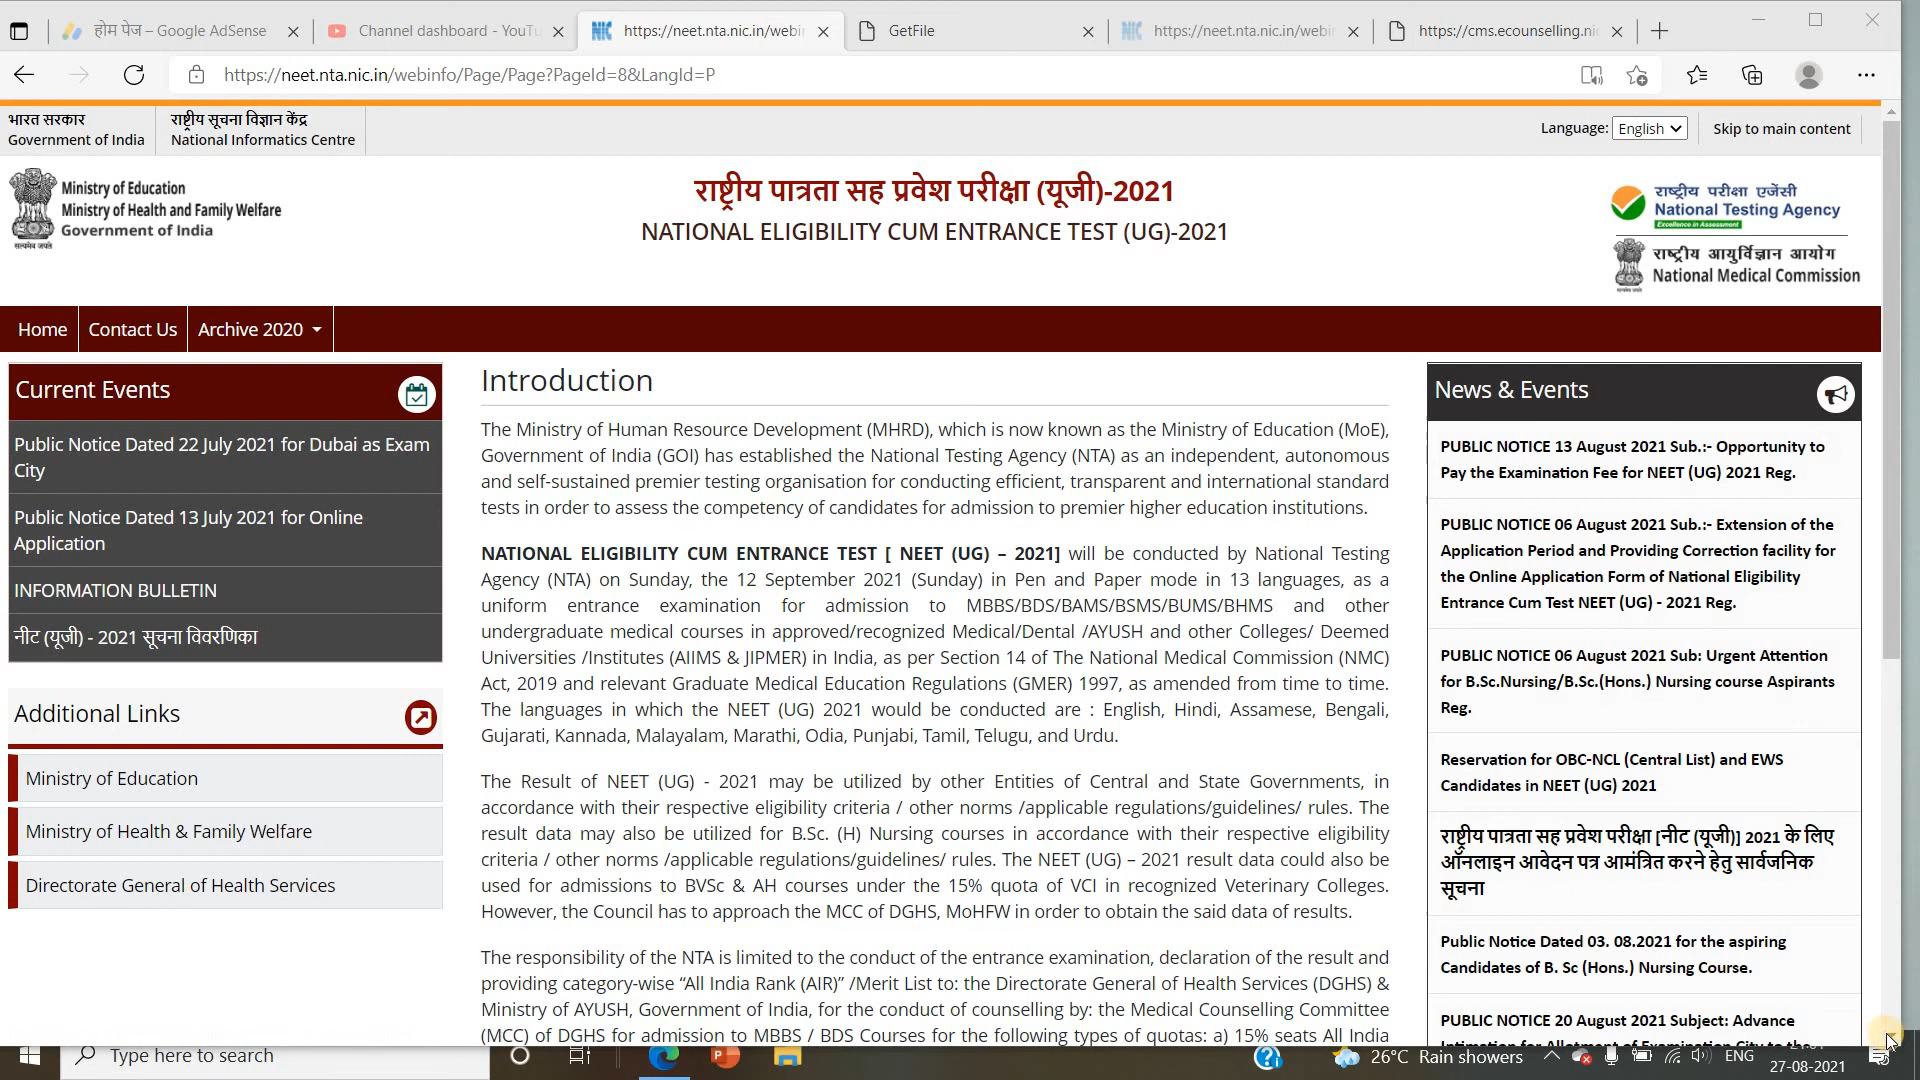 होम पेज – Google AdSense
Channel dashboard - YouTu
https://neet.nta.nic.in/webin
GetFile
https://neet.nta.nic.in/webin
https://cms.ecounselling.nic
https://neet.nta.nic.in/webinfo/Page/Page?PageId=8&LangId=P
भारत सरकार
Government of India
राष्ट्रीय सूचना विज्ञान केंद्र
National Informatics Centre
Language: English
Skip to main content
सत्यमेव जयते
Ministry of Education
Ministry of Health and Family Welfare
Government of India
राष्ट्रीय पात्रता सह प्रवेश परीक्षा (यूजी)-2021
NATIONAL ELIGIBILITY CUM ENTRANCE TEST (UG)-2021
राष्ट्रीय परीक्षा एजेंसी
National Testing Agency
Excellence in Assessment
राष्ट्रीय आयुर्विज्ञान आयोग
National Medical Commission
Home
Contact Us
Archive 2020
Current Events
Public Notice Dated 22 July 2021 for Dubai as Exam
City
Public Notice Dated 13 July 2021 for Online
Application
INFORMATION BULLETIN
नीट (यूजी) - 2021 सूचना विवरणिका
Additional Links
Ministry of Education
Ministry of Health & Family Welfare
Directorate General of Health Services
Introduction
The Ministry of Human Resource Development (MHRD), which is now known as the Ministry of Education (MoE),
Government of India (GOI) has established the National Testing Agency (NTA) as an independent, autonomous
and self-sustained premier testing organisation for conducting efficient, transparent and international standard
tests in order to assess the competency of candidates for admission to premier higher education institutions.
NATIONAL ELIGIBILITY CUM ENTRANCE TEST [ NEET (UG) – 2021] will be conducted by National Testing
Agency (NTA) on Sunday, the 12 September 2021 (Sunday) in Pen and Paper mode in 13 languages, as a
uniform entrance examination for admission to MBBS/BDS/BAMS/BSMS/BUMS/BHMS and other
undergraduate medical courses in approved/recognized Medical/Dental /AYUSH and other Colleges/ Deemed
Universities /Institutes (AIIMS & JIPMER) in India, as per Section 14 of The National Medical Commission (NMC)
Act, 2019 and relevant Graduate Medical Education Regulations (GMER) 1997, as amended from time to time.
The languages in which the NEET (UG) 2021 would be conducted are : English, Hindi, Assamese, Bengali,
Gujarati, Kannada, Malayalam, Marathi, Odia, Punjabi, Tamil, Telugu, and Urdu.
The Result of NEET (UG) - 2021 may be utilized by other Entities of Central and State Governments, in
accordance with their respective eligibility criteria / other norms /applicable regulations/guidelines/ rules. The
result data may also be utilized for B.Sc. (H) Nursing courses in accordance with their respective eligibility
criteria / other norms /applicable regulations/guidelines/ rules. The NEET (UG) – 2021 result data could also be
used for admissions to BVSc & AH courses under the 15% quota of VCI in recognized Veterinary Colleges.
However, the Council has to approach the MCC of DGHS, MoHFW in order to obtain the said data of results.
The responsibility of the NTA is limited to the conduct of the entrance examination, declaration of the result and
providing category-wise “All India Rank (AIR)” /Merit List to: the Directorate General of Health Services (DGHS) &
Ministry of AYUSH, Government of India, for the conduct of counselling by: the Medical Counselling Committee
(MCC) of DGHS for admission to MBBS / BDS Courses for the following types of quotas: a) 15% seats All India
News & Events
PUBLIC NOTICE 13 August 2021 Sub.:- Opportunity to
Pay the Examination Fee for NEET (UG) 2021 Reg.
PUBLIC NOTICE 06 August 2021 Sub.:- Extension of the
Application Period and Providing Correction facility for
the Online Application Form of National Eligibility
Entrance Cum Test NEET (UG) - 2021 Reg.
PUBLIC NOTICE 06 August 2021 Sub: Urgent Attention
for B.Sc.Nursing/B.Sc.(Hons.) Nursing course Aspirants
Reg.
Reservation for OBC-NCL (Central List) and EWS
Candidates in NEET (UG) 2021
राष्ट्रीय पात्रता सह प्रवेश परीक्षा [नीट (यूजी)] 2021 के लिए
ऑनलाइन आवेदन पत्र आमंत्रित करने हेतु सार्वजनिक
सूचना
Public Notice Dated 03. 08.2021 for the aspiring
Candidates of B. Sc (Hons.) Nursing Course.
PUBLIC NOTICE 20 August 2021 Subject: Advance
Intimation for Allotment of Examination City to the
Type here to search
26°C Rain showers
ENG
27-08-2021